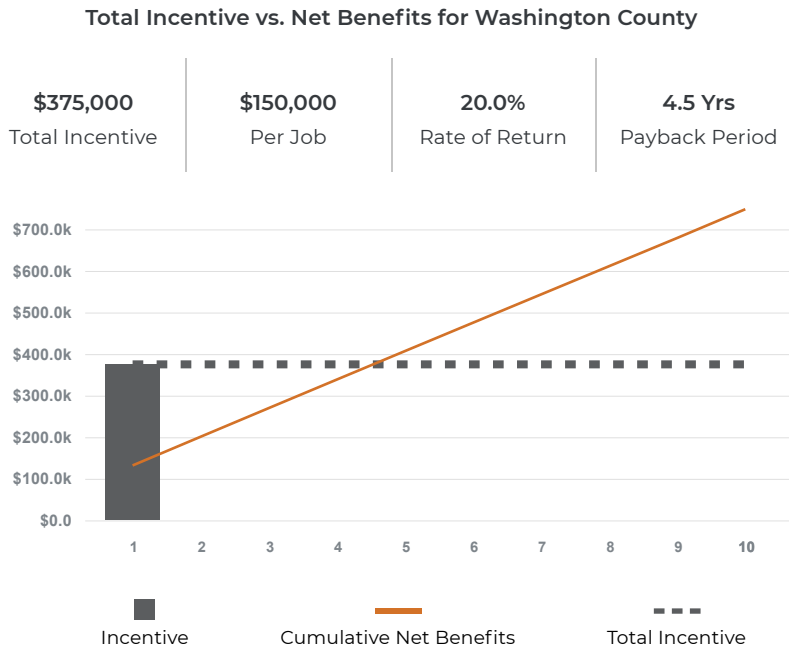 Total Incentive vs. Net Benefits for Washington County
$375,000 $150,000 20.0% 4.5 Yrs
Total Incentive Per Job Rate of Return Payback Period
$700.0k
$600.0k
$500.0k
$400.0k
$300.0k
$200.0k
$100.0k
$0.0
1 2 3 4 5 6 7 8 9 10
Incentive Cumulative Net Benefits Total Incentive